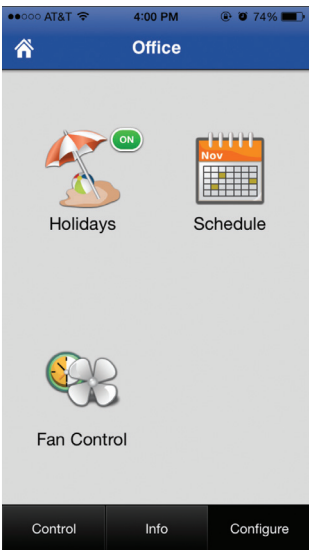 AT&T 4:00 PM 74%
Office
ON
Nov
Holidays Schedule
Fan Control
Control Info Configure